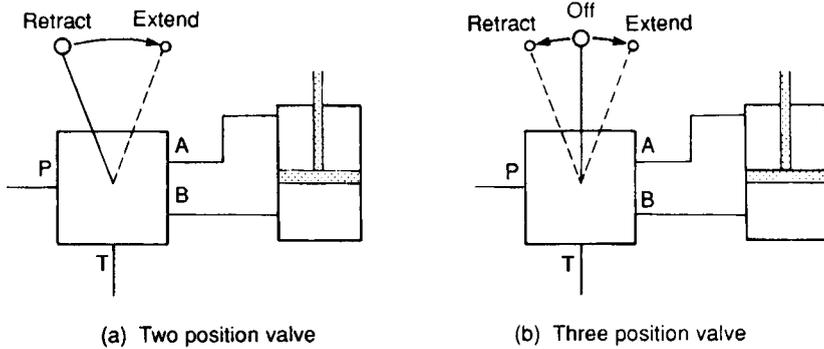 Retract Extend
A
P
B
T
(a) Two position valve
Off
Retract Extend
A
P
B
T
(b) Three position valve